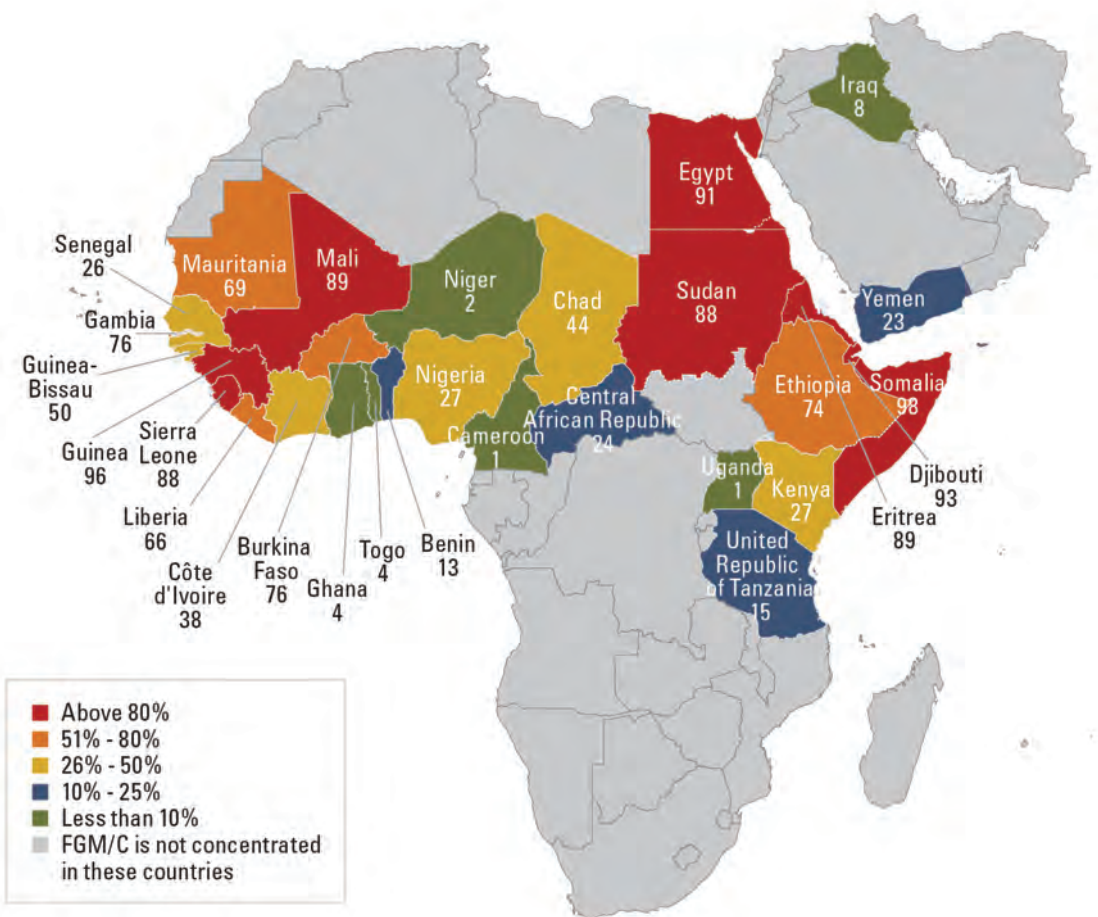 Iraq
8
Egypt
91
Senegal
26
Mauritania
69
Mali
89
Niger
2
Chad
44
Sudan
88
Yemen
23
Gambia
76
Guinea-
Bissau
50
Nigeria
27
Ethiopia
74
Somalia
98
Central
African Republic
24
Cameroon
1
Guinea
96
Sierra
Leone
88
Uganda
1
Kenya
27
Djibouti
93
Eritrea
89
Liberia
66
Côte
d'Ivoire
38
Burkina
Faso
76
Ghana
4
Togo
4
Benin
13
United
Republic
of Tanzania
15
Above 80%
51% - 80%
26% - 50%
10% - 25%
Less than 10%
FGM/C is not concentrated
in these countries